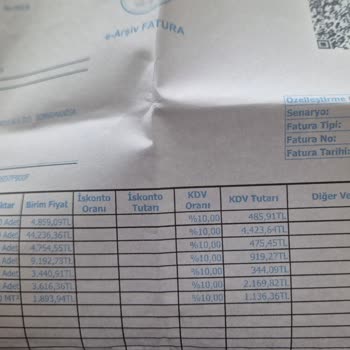 e-Arşiv FATURA
Özelleştirme
Senaryo:
Fatura Tipi:
Fatura No:
Fatura Tarihi:
Birim Fiyat İskonto Oranı İskonto Tutarı KDV Oranı KDV Tutarı Diğer Ve
Adet 4.859,09TL %10,00 485,91TL
Adet 44.236,36TL %10,00 4.423,64TL
Adet 4.754,55TL %10,00 475,45TL
Adet 9.192,73TL %10,00 919,27TL
Adet 3.440,91TL %10,00 344,09TL
Adet 3.616,36TL %10,00 2.169,82TL
MTR 1.893,94TL %10,00 1.136,36TL